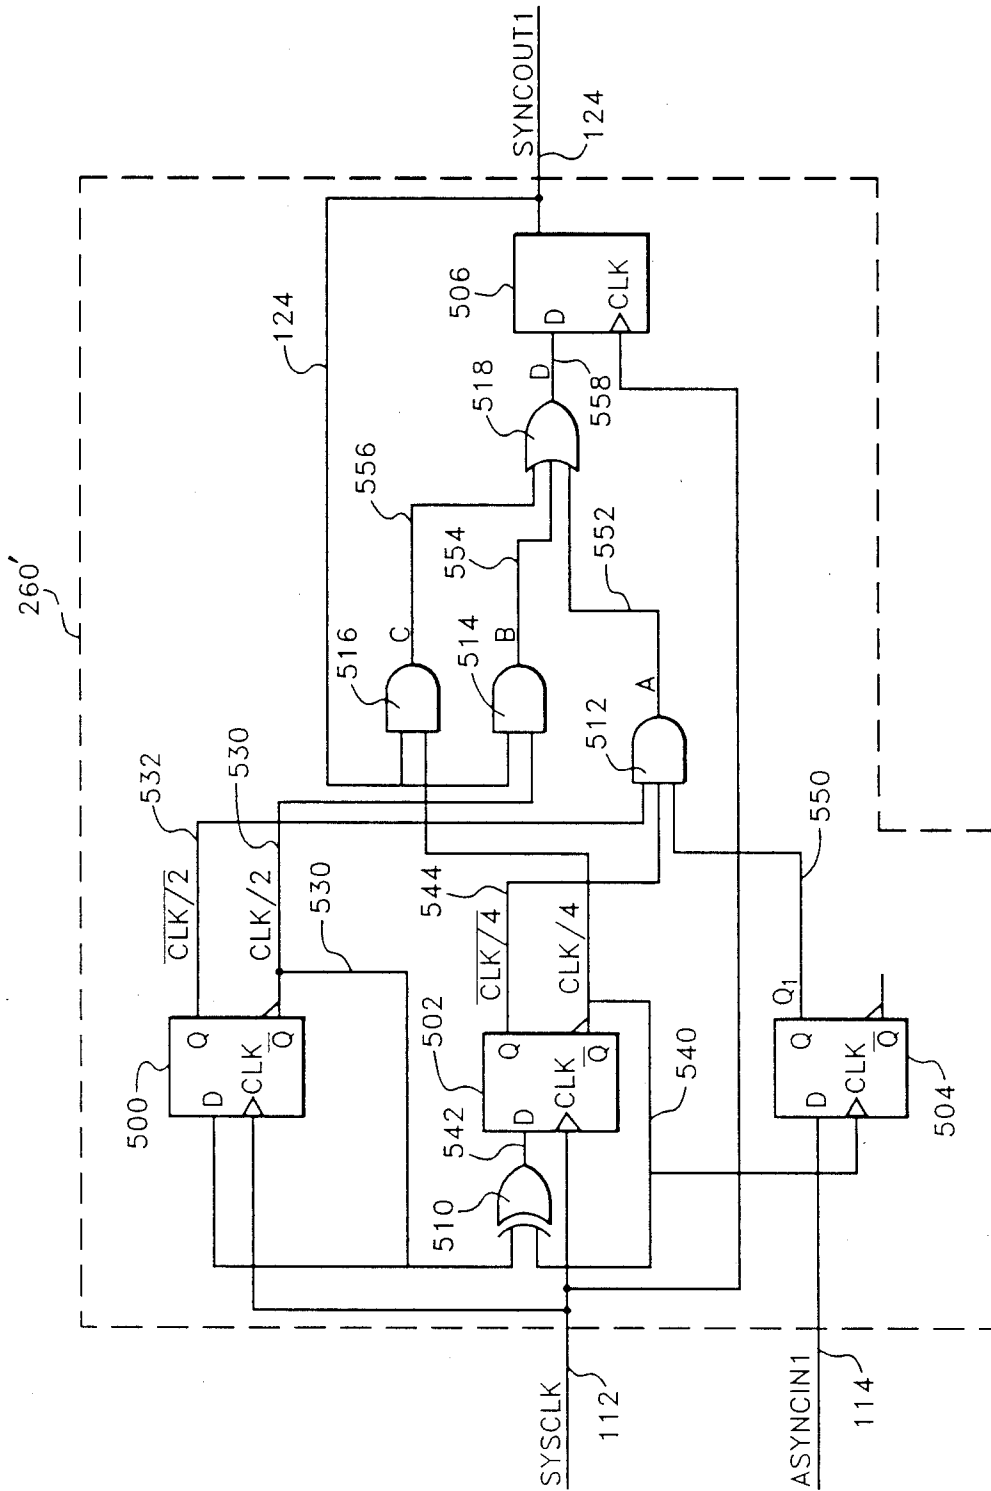 260'
500
D
CLK
Q
Q̅
C̅L̅K̅/̅2̅
532
CLK/2
530
530
124
516
C
556
514
B
554
518
D
558
506
D
CLK
SYNCOUT1
124
510
542
502
D
CLK
Q
Q̅
C̅L̅K̅/̅4̅
544
CLK/4
540
512
A
552
SYSCLK
112
ASYNCIN1
114
D
CLK
Q
Q̅
504
Q1
550